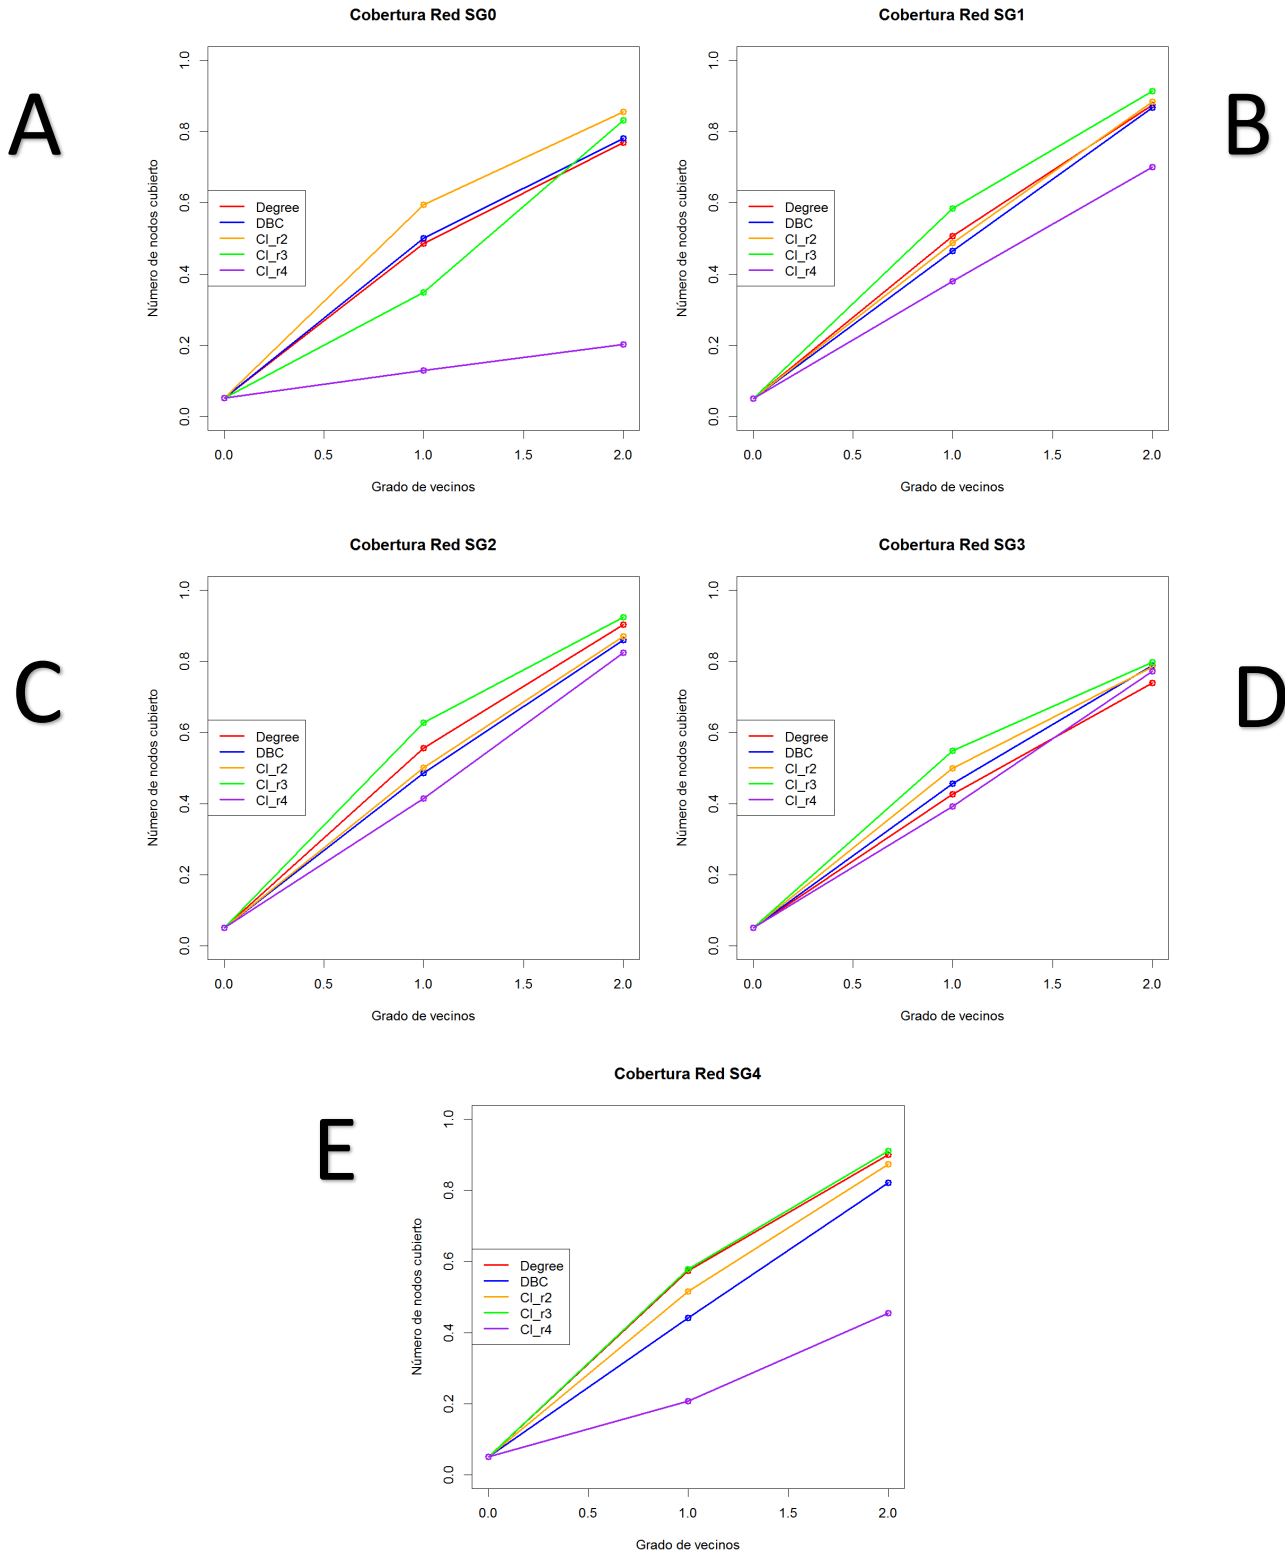 A
Cobertura Red SG0
Número de nodos cubierto
1.0
0.8
0.6
0.4
0.2
0.0
Degree
DBC
CI_r2
CI_r3
CI_r4
0.0 0.5 1.0 1.5 2.0
Grado de vecinos
B
Cobertura Red SG1
Número de nodos cubierto
1.0
0.8
0.6
0.4
0.2
0.0
Degree
DBC
CI_r2
CI_r3
CI_r4
0.0 0.5 1.0 1.5 2.0
Grado de vecinos
C
Cobertura Red SG2
Número de nodos cubierto
1.0
0.8
0.6
0.4
0.2
0.0
Degree
DBC
CI_r2
CI_r3
CI_r4
0.0 0.5 1.0 1.5 2.0
Grado de vecinos
D
Cobertura Red SG3
Número de nodos cubierto
1.0
0.8
0.6
0.4
0.2
0.0
Degree
DBC
CI_r2
CI_r3
CI_r4
0.0 0.5 1.0 1.5 2.0
Grado de vecinos
E
Cobertura Red SG4
Número de nodos cubierto
1.0
0.8
0.6
0.4
0.2
0.0
Degree
DBC
CI_r2
CI_r3
CI_r4
0.0 0.5 1.0 1.5 2.0
Grado de vecinos